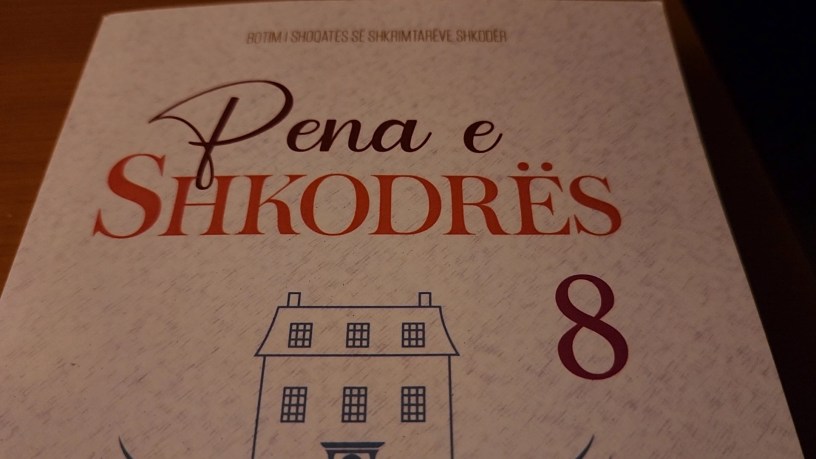 BOTIM I SHOQATËS SË SHKRIMTARËVE, SHKODËR
Pena e
SHKODRËS
8